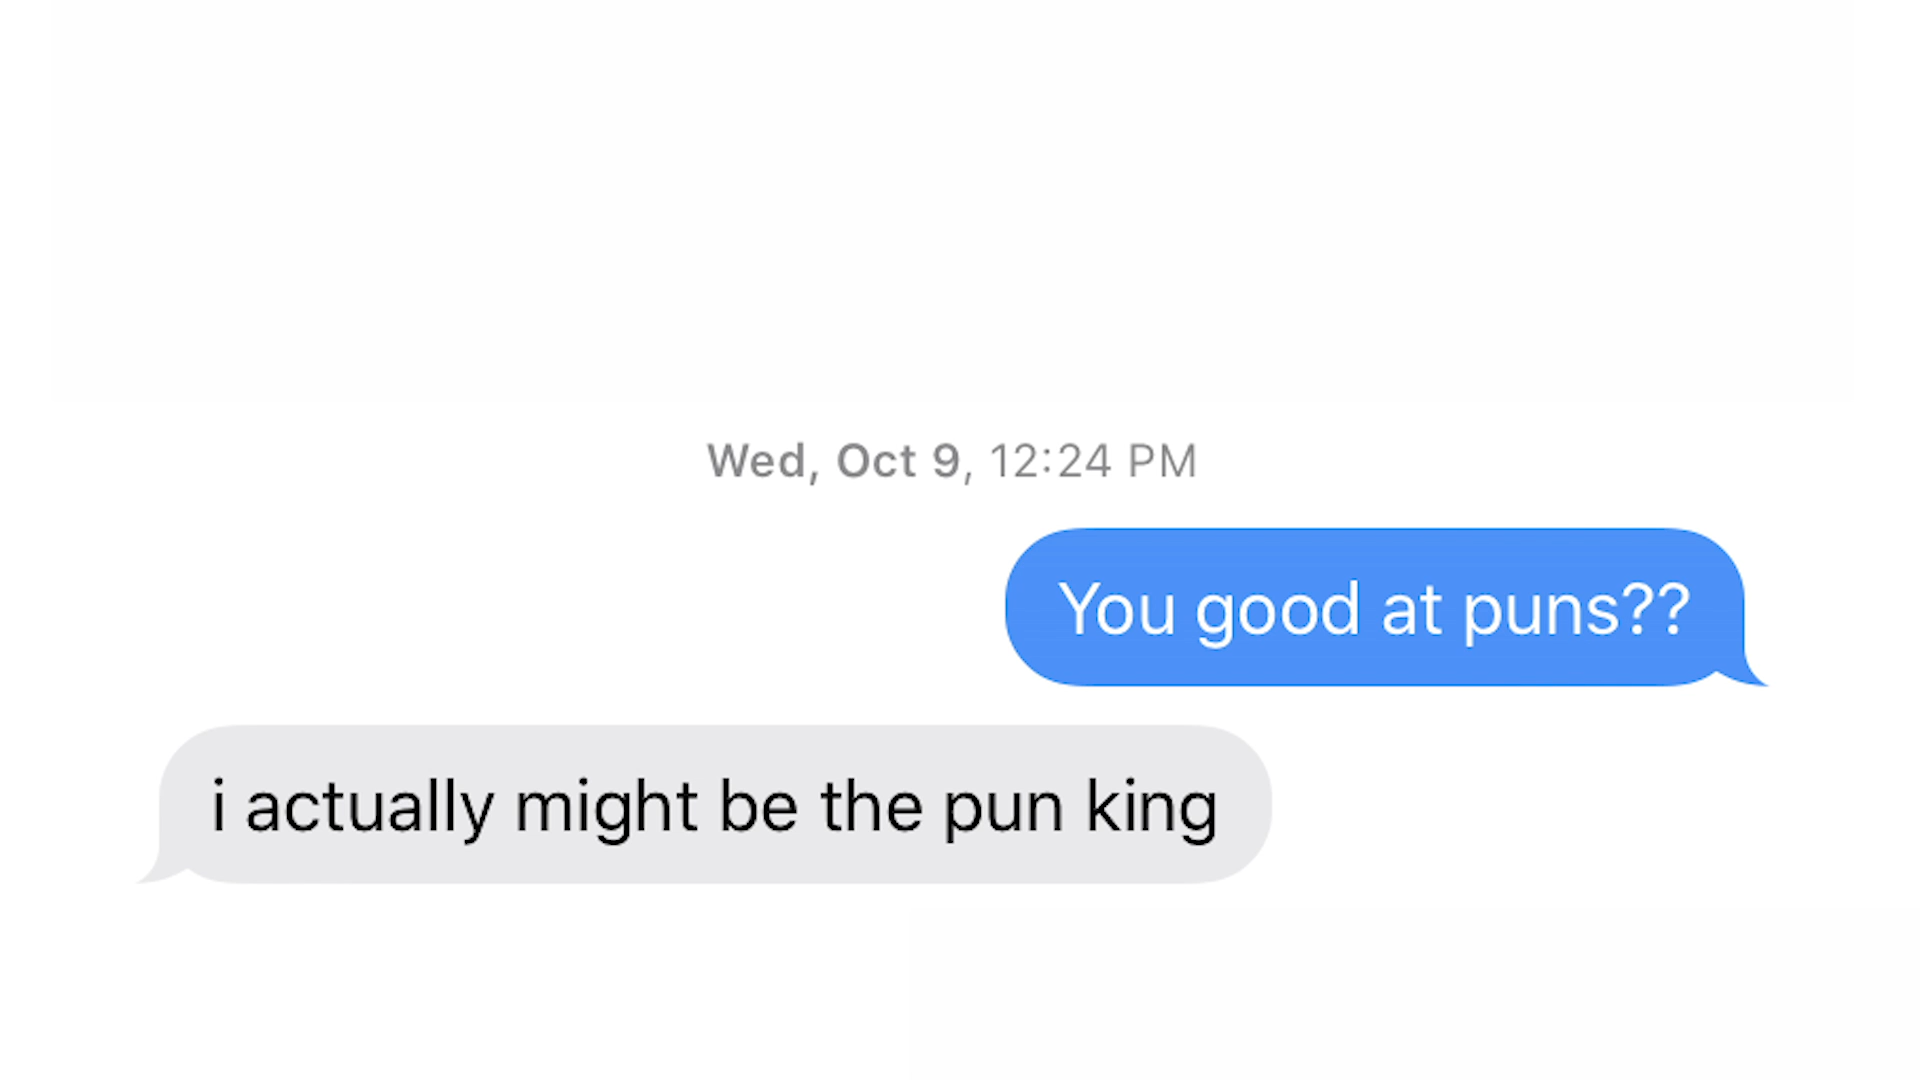 Wed, Oct 9, 12:24 PM
You good at puns??
i actually might be the pun king